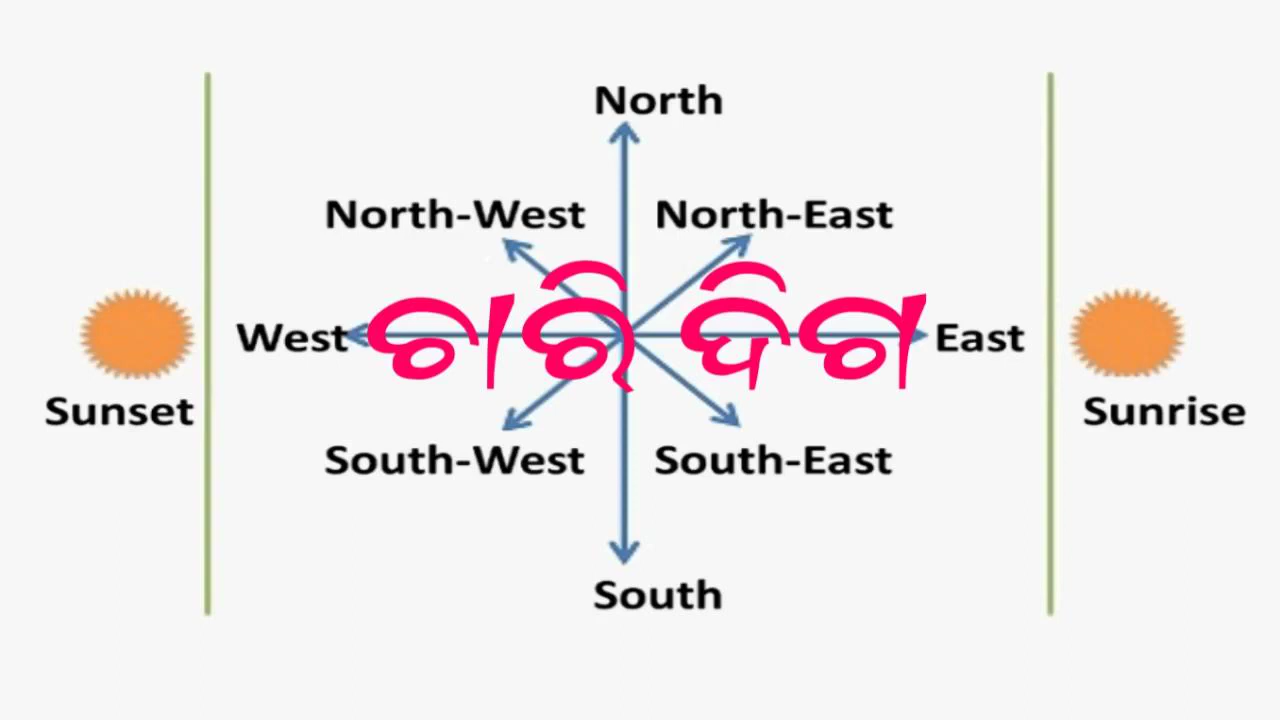 North
North-West North-East
West ଚାରି ଦିଗ East
Sunset Sunrise
South-West South-East
South